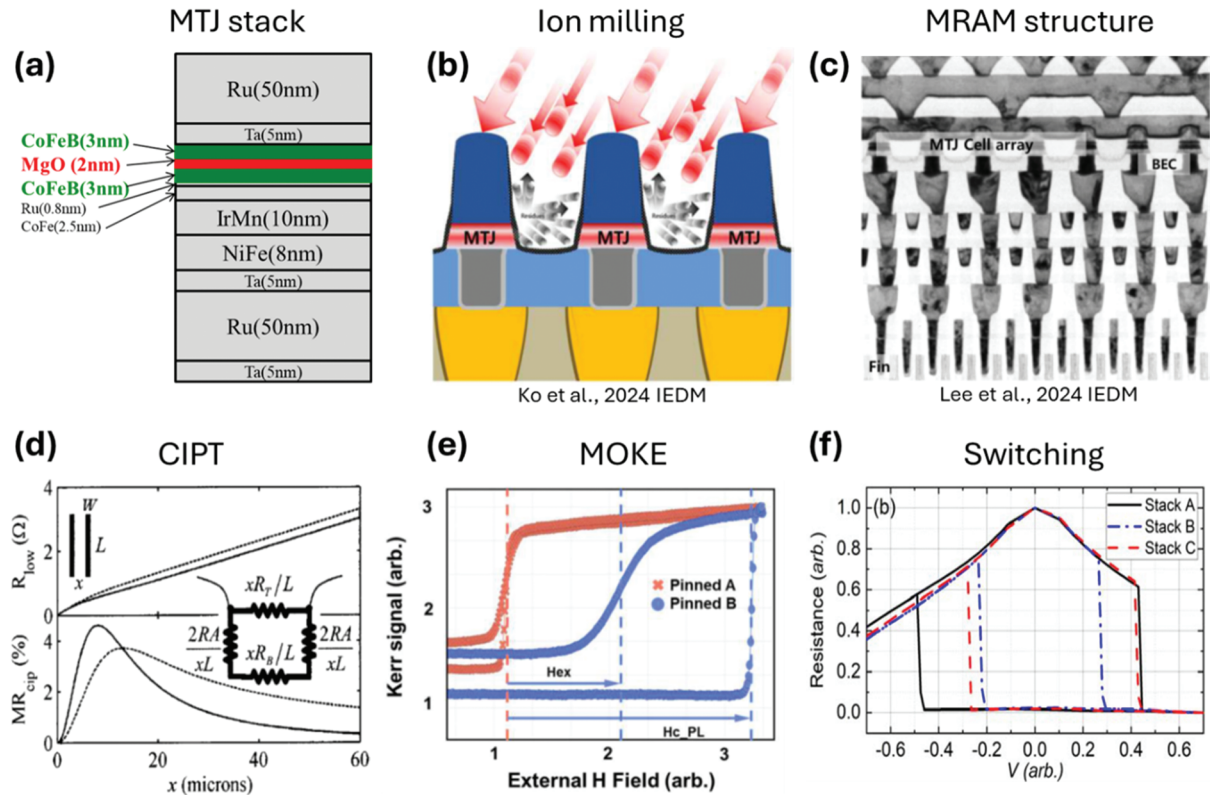 MTJ stack
Ion milling
MRAM structure
(a)
(b)
(c)
Ru(50nm)
Ta(5nm)
CoFeB(3nm)
MgO (2nm)
CoFeB(3nm)
Ru(0.8nm)
CoFe(2.5nm)
IrMn(10nm)
NiFe(8nm)
Ta(5nm)
Ru(50nm)
Ta(5nm)
Residues
Residues
MTJ
MTJ
MTJ
Ko et al., 2024 IEDM
MTJ Cell array
BEC
Fin
Lee et al., 2024 IEDM
(d)
(e)
(f)
CIPT
MOKE
Switching
4
2
0
R_low (Ω)
W
L
x
xR_T/L
2RA
xL
xR_B/L
2RA
xL
4
2
0
MR_cip (%)
0
20
40
60
x (microns)
3
2
1
Kerr signal (arb.)
Pinned A
Pinned B
Hex
Hc_PL
1
2
3
External H Field (arb.)
(b)
Stack A
Stack B
Stack C
1.0
0.8
0.6
0.4
0.2
0.0
Resistance (arb.)
-0.4
-0.2
0.0
0.2
0.4
0.6
V (arb.)